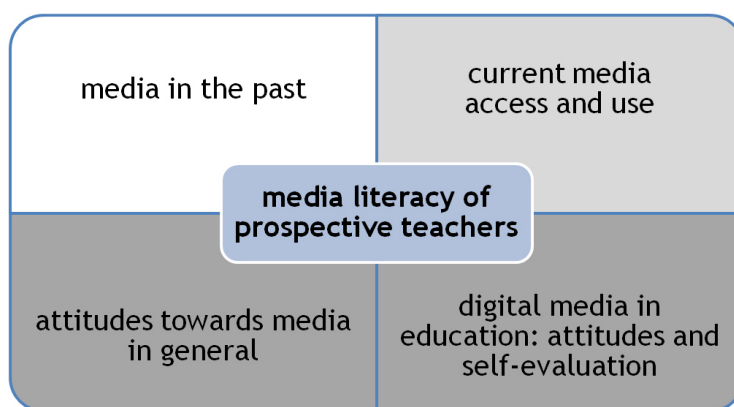 media in the past
current media
access and use
media literacy of
prospective teachers
attitudes towards media
in general
digital media in
education: attitudes and
self-evaluation